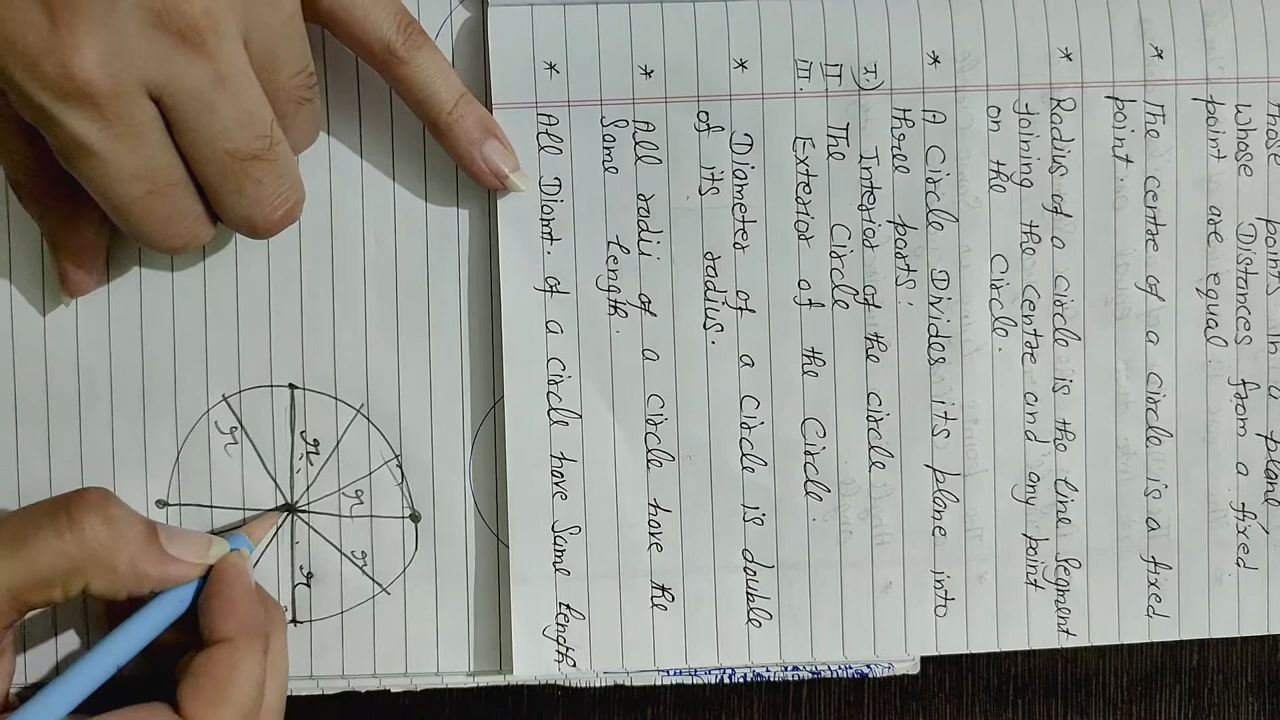 those points in a plane
whose Distances from a fixed
point are equal.
* The centre of a circle is a fixed
point
* Radius of a circle is the line Segment
Joining the centre and any point
on the Circle.
* A Circle Divides its plane into
three parts:
I.) Interior of the circle
II The Circle
III. Exterior of the Circle.
* Diameter of a circle is double
of its radius.
* All radii of a circle have the
Same length.
* All Diamt. of a circle have Same length
r
r
r
r
r